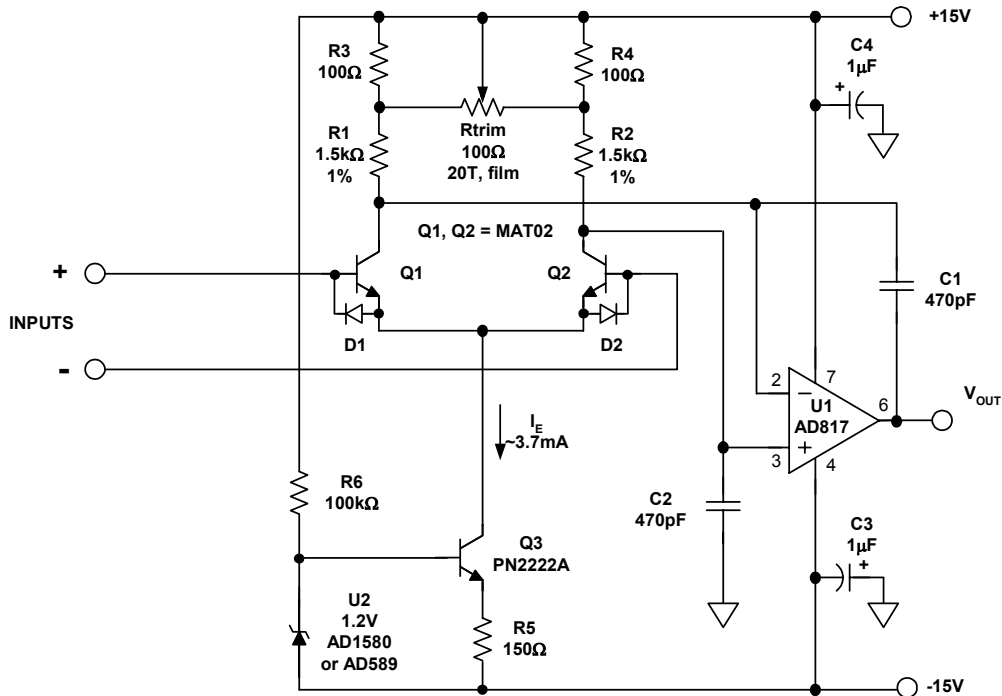 +15V
R3
100Ω
R4
100Ω
C4
1μF
+
Rtrim
100Ω
20T, film
R1
1.5kΩ
1%
R2
1.5kΩ
1%
Q1, Q2 = MAT02
+
Q1
Q2
C1
470pF
INPUTS
D1
D2
-
2
7
−
U1
AD817
6
VOUT
+
3
4
IE
~3.7mA
R6
100kΩ
C2
470pF
Q3
PN2222A
C3
1μF
+
U2
1.2V
AD1580
or AD589
R5
150Ω
-15V